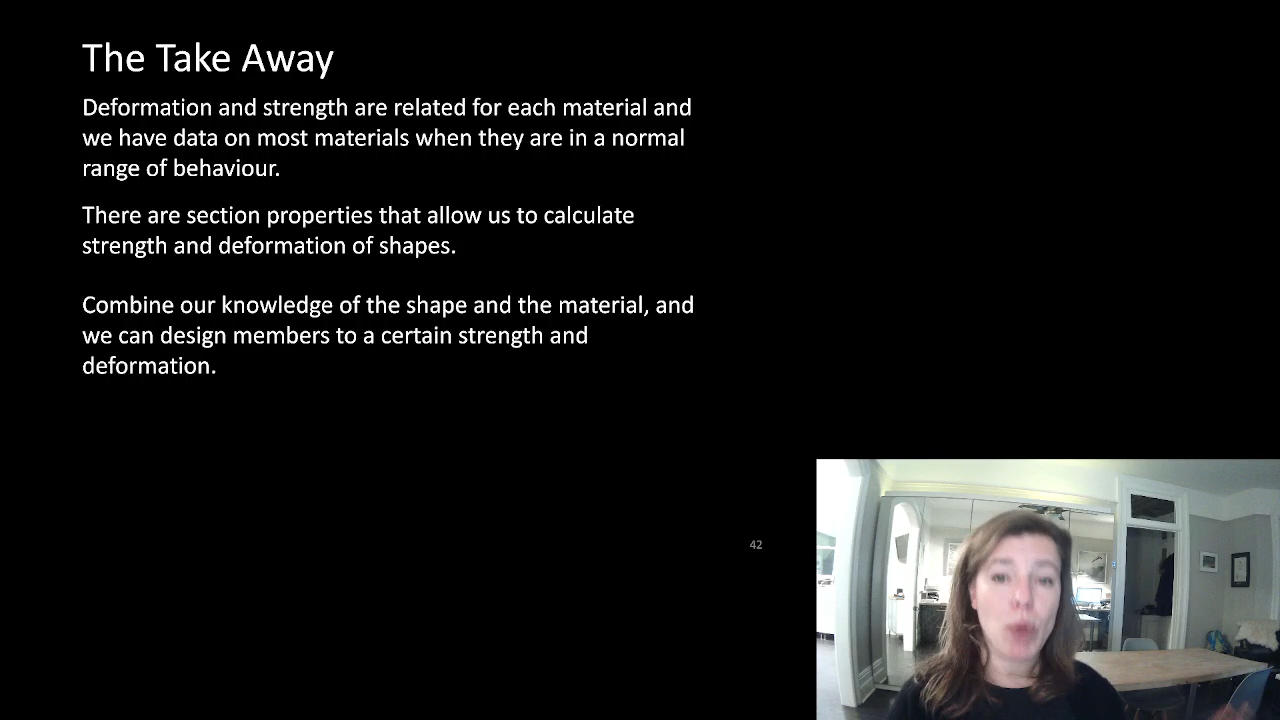 The Take Away
Deformation and strength are related for each material and
we have data on most materials when they are in a normal
range of behaviour.
There are section properties that allow us to calculate
strength and deformation of shapes.
Combine our knowledge of the shape and the material, and
we can design members to a certain strength and
deformation.
42